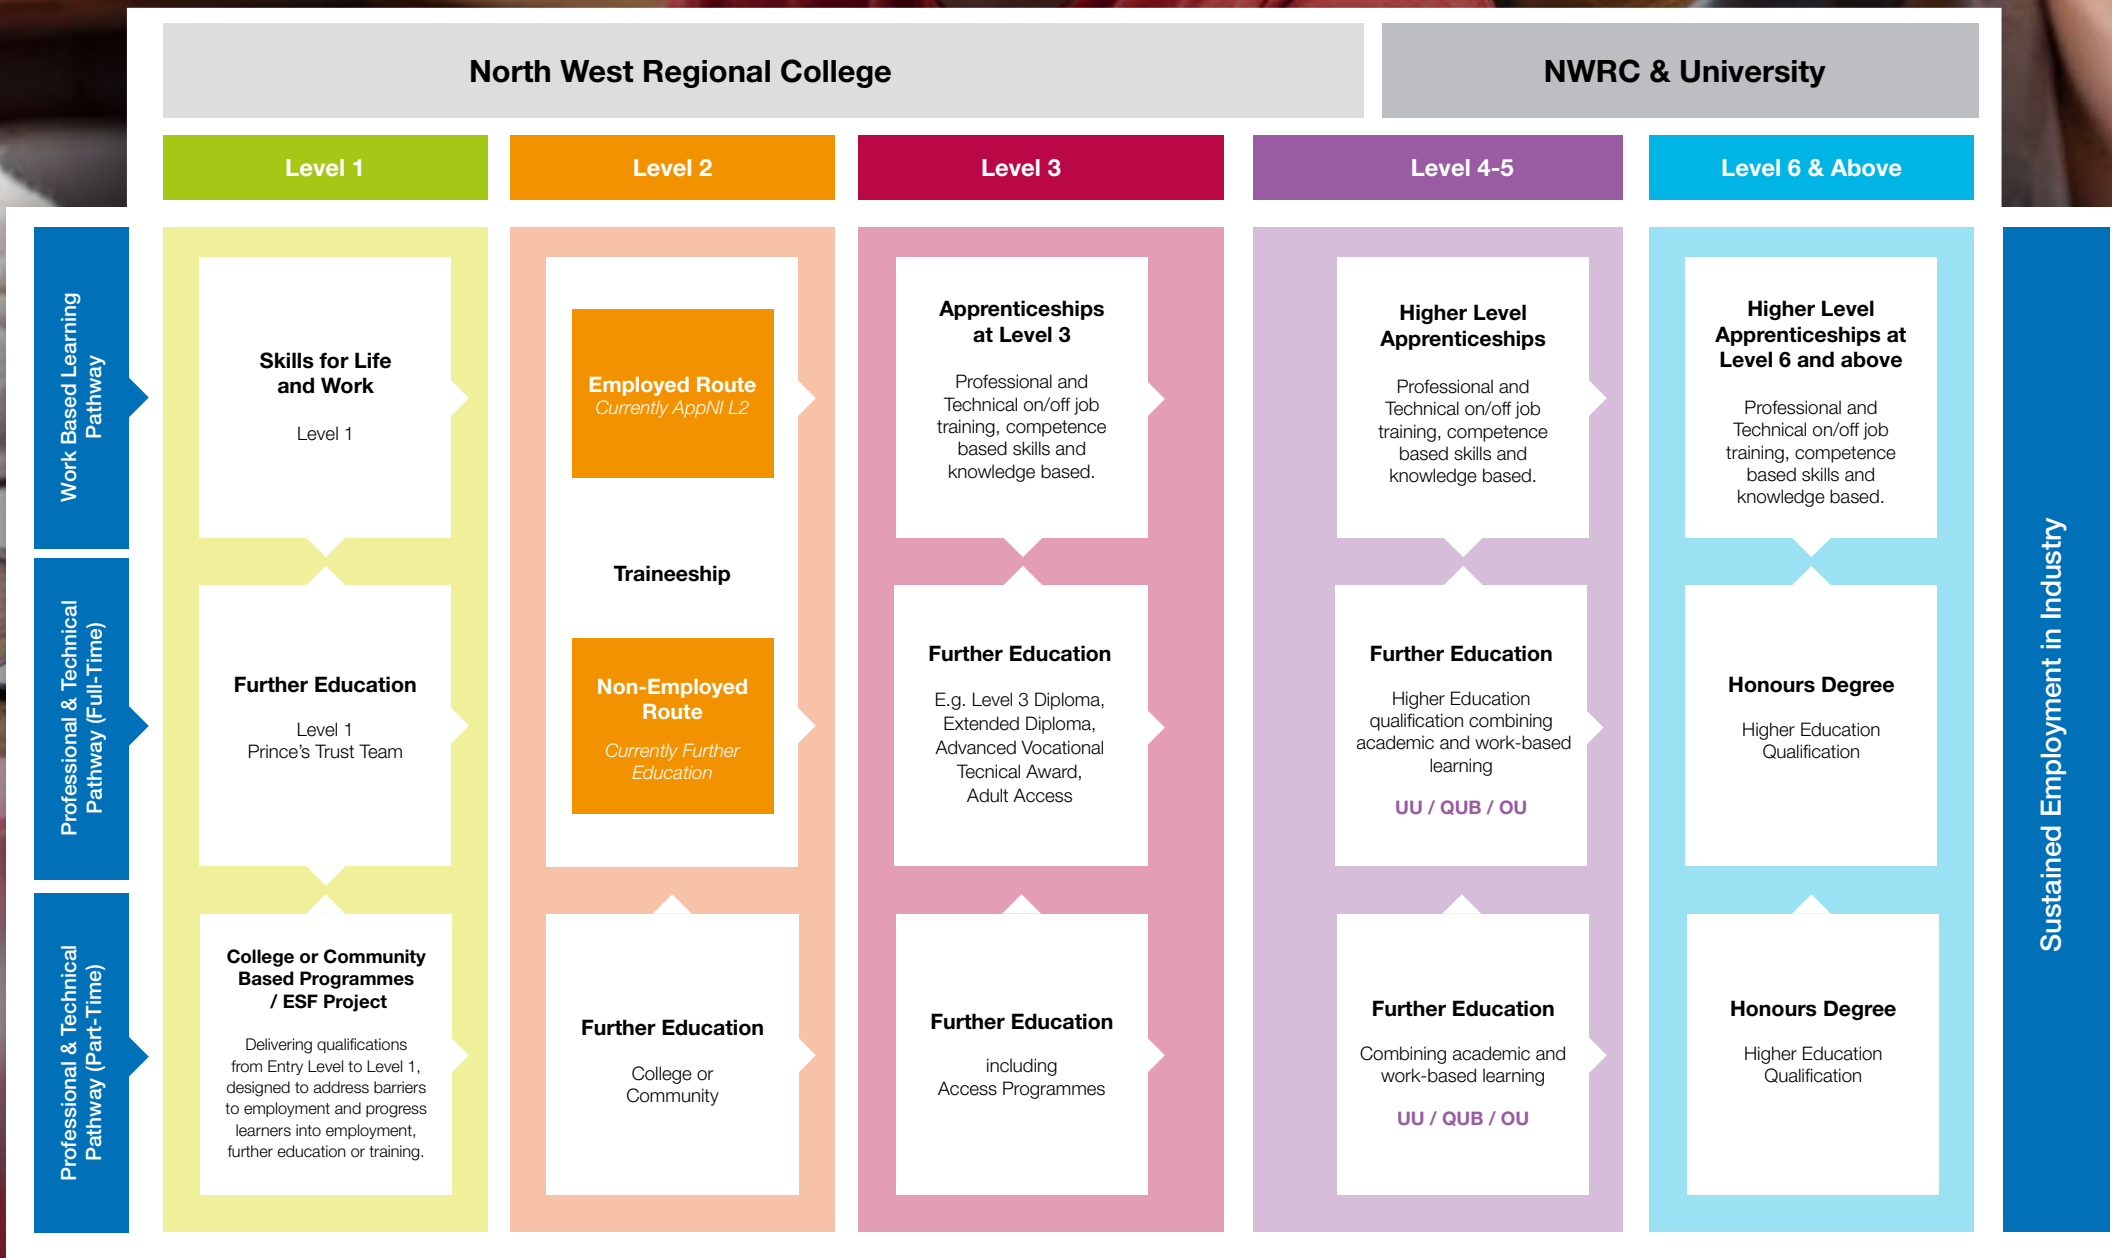 North West Regional College
NWRC & University
Level 1
Level 2
Level 3
Level 4-5
Level 6 & Above
Work Based Learning
Pathway
Skills for Life
and Work
Level 1
Employed Route
Currently AppNI L2
Traineeship
Apprenticeships
at Level 3
Professional and
Technical on/off job
training, competence
based skills and
knowledge based.
Higher Level
Apprenticeships
Professional and
Technical on/off job
training, competence
based skills and
knowledge based.
Higher Level
Apprenticeships at
Level 6 and above
Professional and
Technical on/off job
training, competence
based skills and
knowledge based.
Professional & Technical
Pathway (Full-Time)
Further Education
Level 1
Prince's Trust Team
Non-Employed
Route
Currently Further
Education
Further Education
E.g. Level 3 Diploma,
Extended Diploma,
Advanced Vocational
Tecnical Award,
Adult Access
Further Education
Higher Education
qualification combining
academic and work-based
learning
UU / QUB / OU
Honours Degree
Higher Education
Qualification
Professional & Technical
Pathway (Part-Time)
College or Community
Based Programmes
/ ESF Project
Delivering qualifications
from Entry Level to Level 1,
designed to address barriers
to employment and progress
learners into employment,
further education or training.
Further Education
College or
Community
Further Education
including
Access Programmes
Further Education
Combining academic and
work-based learning
UU / QUB / OU
Honours Degree
Higher Education
Qualification
Sustained Employment in Industry